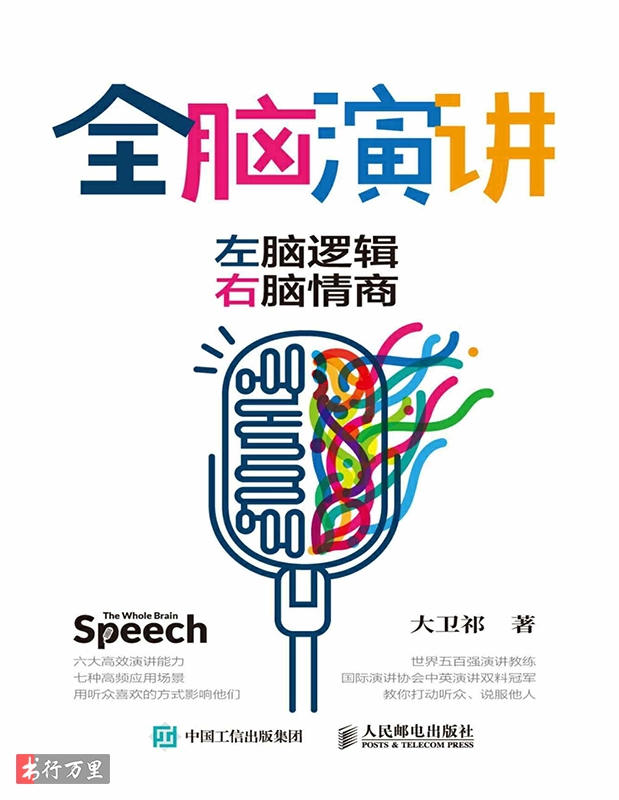 全脑演讲
左脑逻辑
右脑情商
The Whole Brain
Speech
六大高效演讲能力
七种高频应用场景
用听众喜欢的方式影响他们
大卫祁 著
世界五百强演讲教练
国际演讲协会中英演讲双料冠军
教你打动听众、说服他人
中国工信出版集团
人民邮电出版社
POSTS & TELECOM PRESS
书行万里